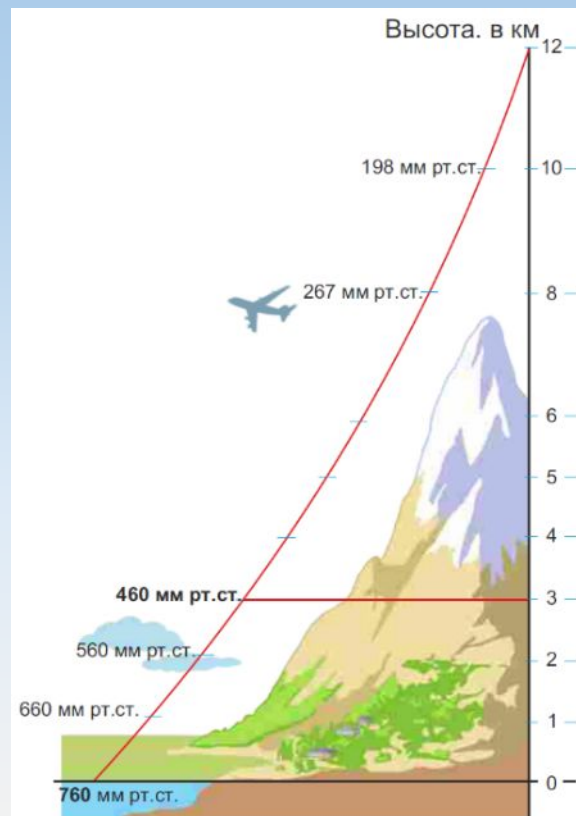 Высота. в км
12
198 мм рт.ст.
10
267 мм рт.ст.
8
6
5
4
460 мм рт.ст.
3
560 мм рт.ст.
2
660 мм рт.ст.
1
760 мм рт.ст.
0